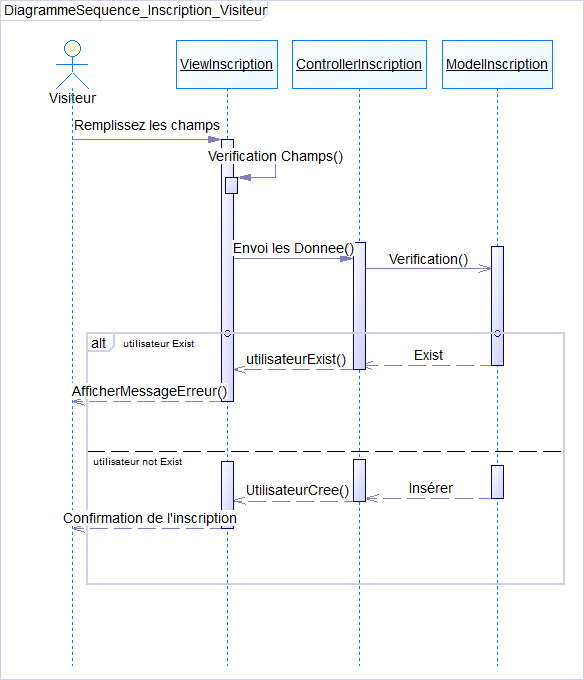 DiagrammeSequence_Inscription_Visiteur
ViewInscription
ControllerInscription
ModelInscription
Visiteur
Remplissez les champs
Verification Champs()
Envoi les Donnee()
Verification()
alt
utilisateur Exist
utilisateurExist()
Exist
AfficherMessageErreur()
utilisateur not Exist
UtilisateurCree()
Insérer
Confirmation de l'inscription